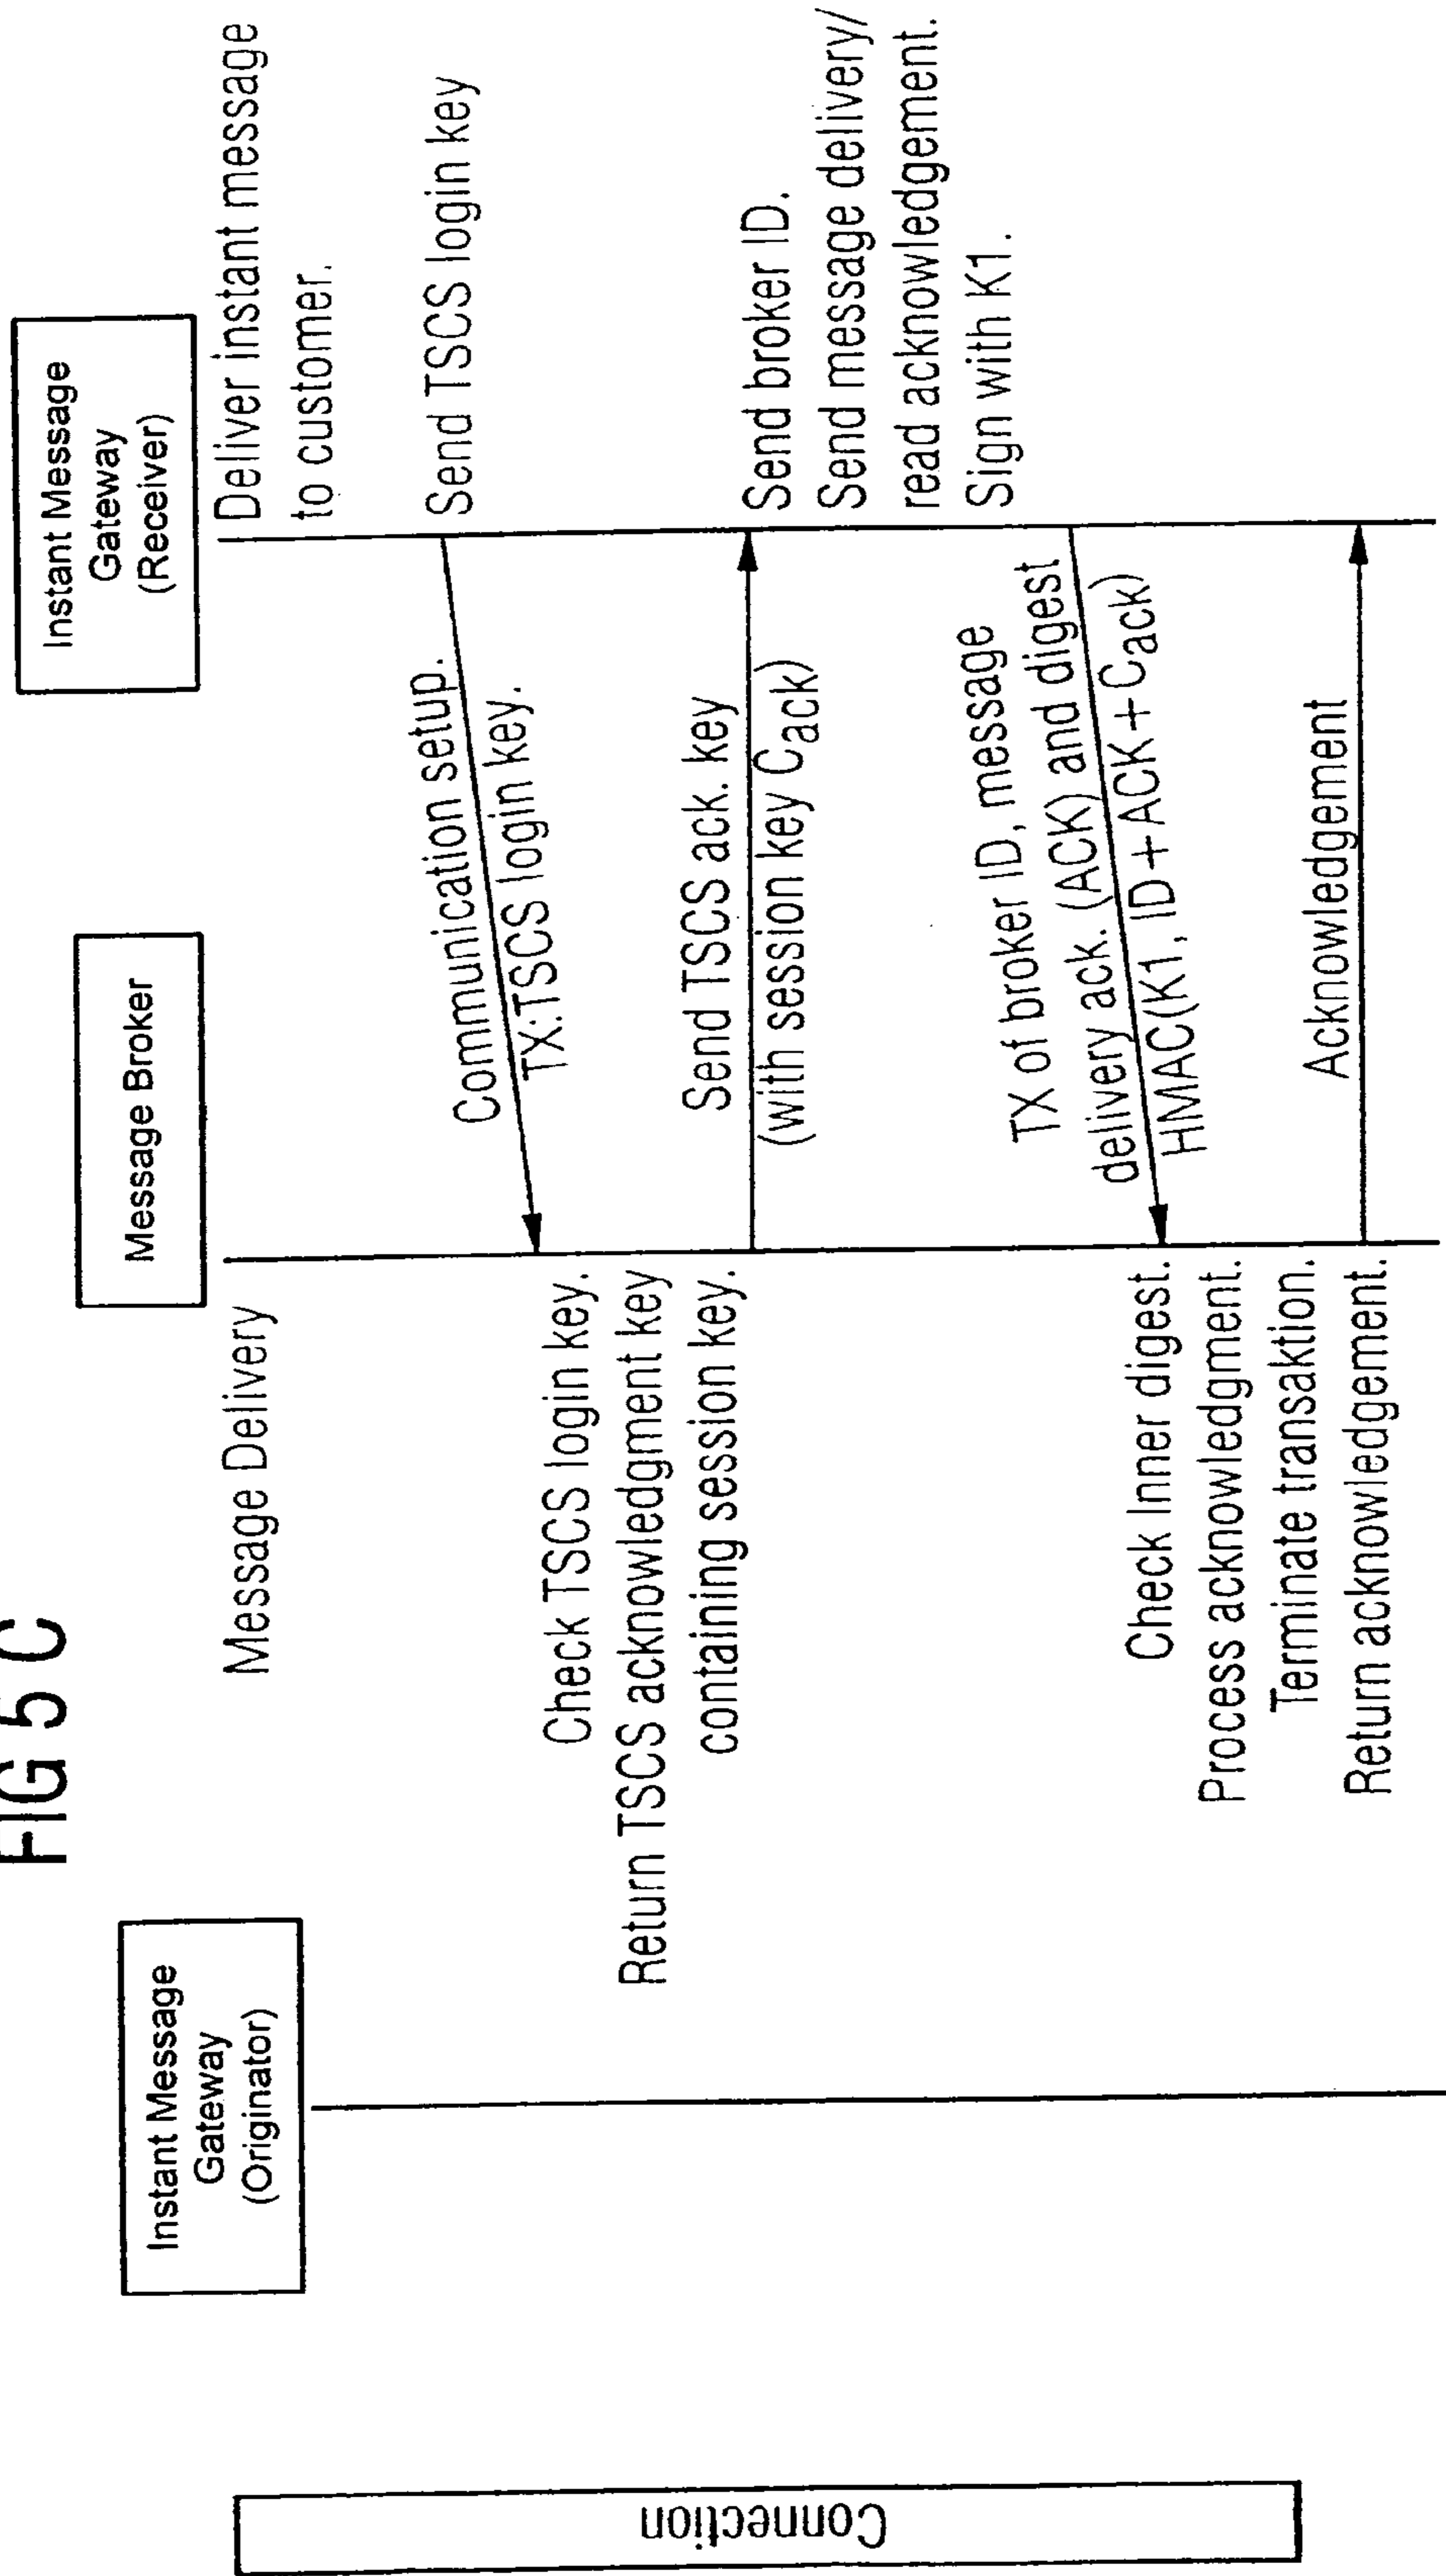 FIG 5 C
Instant Message
Gateway
(Originator)
Message Broker
Instant Message
Gateway
(Receiver)
Connection
Message Delivery
Deliver instant message
to customer.
Send TSCS login key
Communication setup.
TX:TSCS login key.
Check TSCS login key.
Return TSCS acknowledgment key
containing session key.
Send TSCS ack. key
(with session key Cack)
Send broker ID.
Send message delivery/
read acknowledgement.
Sign with K1.
TX of broker ID, message
delivery ack. (ACK) and digest
HMAC(K1, ID+ACK+Cack)
Check Inner digest.
Process acknowledgment.
Terminate transaktion.
Return acknowledgement.
Acknowledgement